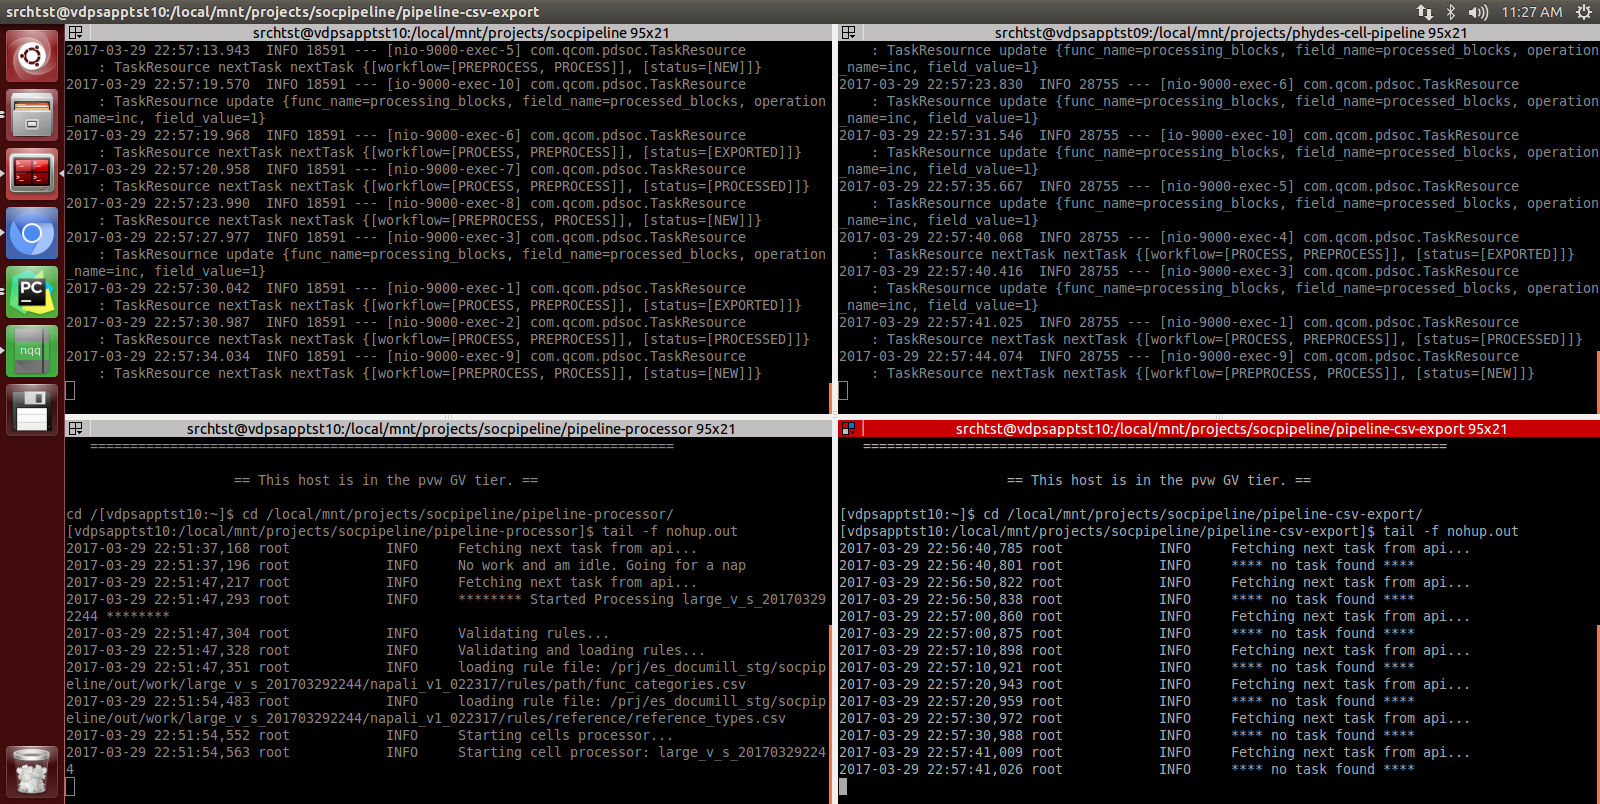 srchtst@vdpsapptst10:/local/mnt/projects/socpipeline/pipeline-csv-export
11:27 AM
PC
nqq
srchtst@vdpsapptst10:/local/mnt/projects/socpipeline 95x21
2017-03-29 22:57:13.943  INFO 18591 --- [nio-9000-exec-5] com.qcom.pdsoc.TaskResource
: TaskResource nextTask nextTask {[workflow=[PREPROCESS, PROCESS]], [status=[NEW]]}
2017-03-29 22:57:19.570  INFO 18591 --- [io-9000-exec-10] com.qcom.pdsoc.TaskResource
: TaskResournce update {func_name=processing_blocks, field_name=processed_blocks, operation
_name=inc, field_value=1}
2017-03-29 22:57:19.968  INFO 18591 --- [nio-9000-exec-6] com.qcom.pdsoc.TaskResource
: TaskResource nextTask nextTask {[workflow=[PROCESS, PREPROCESS]], [status=[EXPORTED]]}
2017-03-29 22:57:20.958  INFO 18591 --- [nio-9000-exec-7] com.qcom.pdsoc.TaskResource
: TaskResource nextTask nextTask {[workflow=[PROCESS, PREPROCESS]], [status=[PROCESSED]]}
2017-03-29 22:57:23.990  INFO 18591 --- [nio-9000-exec-8] com.qcom.pdsoc.TaskResource
: TaskResource nextTask nextTask {[workflow=[PREPROCESS, PROCESS]], [status=[NEW]]}
2017-03-29 22:57:27.977  INFO 18591 --- [nio-9000-exec-3] com.qcom.pdsoc.TaskResource
: TaskResournce update {func_name=processing_blocks, field_name=processed_blocks, operation
_name=inc, field_value=1}
2017-03-29 22:57:30.042  INFO 18591 --- [nio-9000-exec-1] com.qcom.pdsoc.TaskResource
: TaskResource nextTask nextTask {[workflow=[PROCESS, PREPROCESS]], [status=[EXPORTED]]}
2017-03-29 22:57:30.987  INFO 18591 --- [nio-9000-exec-2] com.qcom.pdsoc.TaskResource
: TaskResource nextTask nextTask {[workflow=[PROCESS, PREPROCESS]], [status=[PROCESSED]]}
2017-03-29 22:57:34.034  INFO 18591 --- [nio-9000-exec-9] com.qcom.pdsoc.TaskResource
: TaskResource nextTask nextTask {[workflow=[PREPROCESS, PROCESS]], [status=[NEW]]}
srchtst@vdpsapptst09:/local/mnt/projects/phydes-cell-pipeline 95x21
: TaskResournce update {func_name=processing_blocks, field_name=processed_blocks, operation
_name=inc, field_value=1}
2017-03-29 22:57:23.830  INFO 28755 --- [nio-9000-exec-6] com.qcom.pdsoc.TaskResource
: TaskResournce update {func_name=processing_blocks, field_name=processed_blocks, operation
_name=inc, field_value=1}
2017-03-29 22:57:31.546  INFO 28755 --- [io-9000-exec-10] com.qcom.pdsoc.TaskResource
: TaskResournce update {func_name=processing_blocks, field_name=processed_blocks, operation
_name=inc, field_value=1}
2017-03-29 22:57:35.667  INFO 28755 --- [nio-9000-exec-5] com.qcom.pdsoc.TaskResource
: TaskResournce update {func_name=processing_blocks, field_name=processed_blocks, operation
_name=inc, field_value=1}
2017-03-29 22:57:40.068  INFO 28755 --- [nio-9000-exec-4] com.qcom.pdsoc.TaskResource
: TaskResource nextTask nextTask {[workflow=[PROCESS, PREPROCESS]], [status=[EXPORTED]]}
2017-03-29 22:57:40.416  INFO 28755 --- [nio-9000-exec-3] com.qcom.pdsoc.TaskResource
: TaskResournce update {func_name=processing_blocks, field_name=processed_blocks, operation
_name=inc, field_value=1}
2017-03-29 22:57:41.025  INFO 28755 --- [nio-9000-exec-1] com.qcom.pdsoc.TaskResource
: TaskResource nextTask nextTask {[workflow=[PROCESS, PREPROCESS]], [status=[PROCESSED]]}
2017-03-29 22:57:44.074  INFO 28755 --- [nio-9000-exec-9] com.qcom.pdsoc.TaskResource
: TaskResource nextTask nextTask {[workflow=[PREPROCESS, PROCESS]], [status=[NEW]]}
srchtst@vdpsapptst10:/local/mnt/projects/socpipeline/pipeline-processor 95x21
=========================================================================
== This host is in the pvw GV tier. ==
cd /[vdpsapptst10:~]$ cd /local/mnt/projects/socpipeline/pipeline-processor/
[vdpsapptst10:/local/mnt/projects/socpipeline/pipeline-processor]$ tail -f nohup.out
2017-03-29 22:51:37,168 root            INFO     Fetching next task from api...
2017-03-29 22:51:37,196 root            INFO     No work and am idle. Going for a nap
2017-03-29 22:51:47,217 root            INFO     Fetching next task from api...
2017-03-29 22:51:47,293 root            INFO     ******** Started Processing large_v_s_20170329
2244 ********
2017-03-29 22:51:47,304 root            INFO     Validating rules...
2017-03-29 22:51:47,328 root            INFO     Validating and loading rules...
2017-03-29 22:51:47,351 root            INFO     loading rule file: /prj/es_documill_stg/socpip
eline/out/work/large_v_s_201703292244/napali_v1_022317/rules/path/func_categories.csv
2017-03-29 22:51:54,483 root            INFO     loading rule file: /prj/es_documill_stg/socpip
eline/out/work/large_v_s_201703292244/napali_v1_022317/rules/reference/reference_types.csv
2017-03-29 22:51:54,552 root            INFO     Starting cells processor...
2017-03-29 22:51:54,563 root            INFO     Starting cell processor: large_v_s_20170329224
4
srchtst@vdpsapptst10:/local/mnt/projects/socpipeline/pipeline-csv-export 95x21
=========================================================================
== This host is in the pvw GV tier. ==
[vdpsapptst10:~]$ cd /local/mnt/projects/socpipeline/pipeline-csv-export/
[vdpsapptst10:/local/mnt/projects/socpipeline/pipeline-csv-export]$ tail -f nohup.out
2017-03-29 22:56:40,785 root            INFO     Fetching next task from api...
2017-03-29 22:56:40,801 root            INFO     **** no task found ****
2017-03-29 22:56:50,822 root            INFO     Fetching next task from api...
2017-03-29 22:56:50,838 root            INFO     **** no task found ****
2017-03-29 22:57:00,860 root            INFO     Fetching next task from api...
2017-03-29 22:57:00,875 root            INFO     **** no task found ****
2017-03-29 22:57:10,898 root            INFO     Fetching next task from api...
2017-03-29 22:57:10,921 root            INFO     **** no task found ****
2017-03-29 22:57:20,943 root            INFO     Fetching next task from api...
2017-03-29 22:57:20,959 root            INFO     **** no task found ****
2017-03-29 22:57:30,972 root            INFO     Fetching next task from api...
2017-03-29 22:57:30,988 root            INFO     **** no task found ****
2017-03-29 22:57:41,009 root            INFO     Fetching next task from api...
2017-03-29 22:57:41,026 root            INFO     **** no task found ****